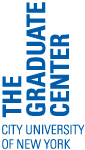 THE
GRADUATE
CENTER
CITY UNIVERSITY
OF NEW YORK